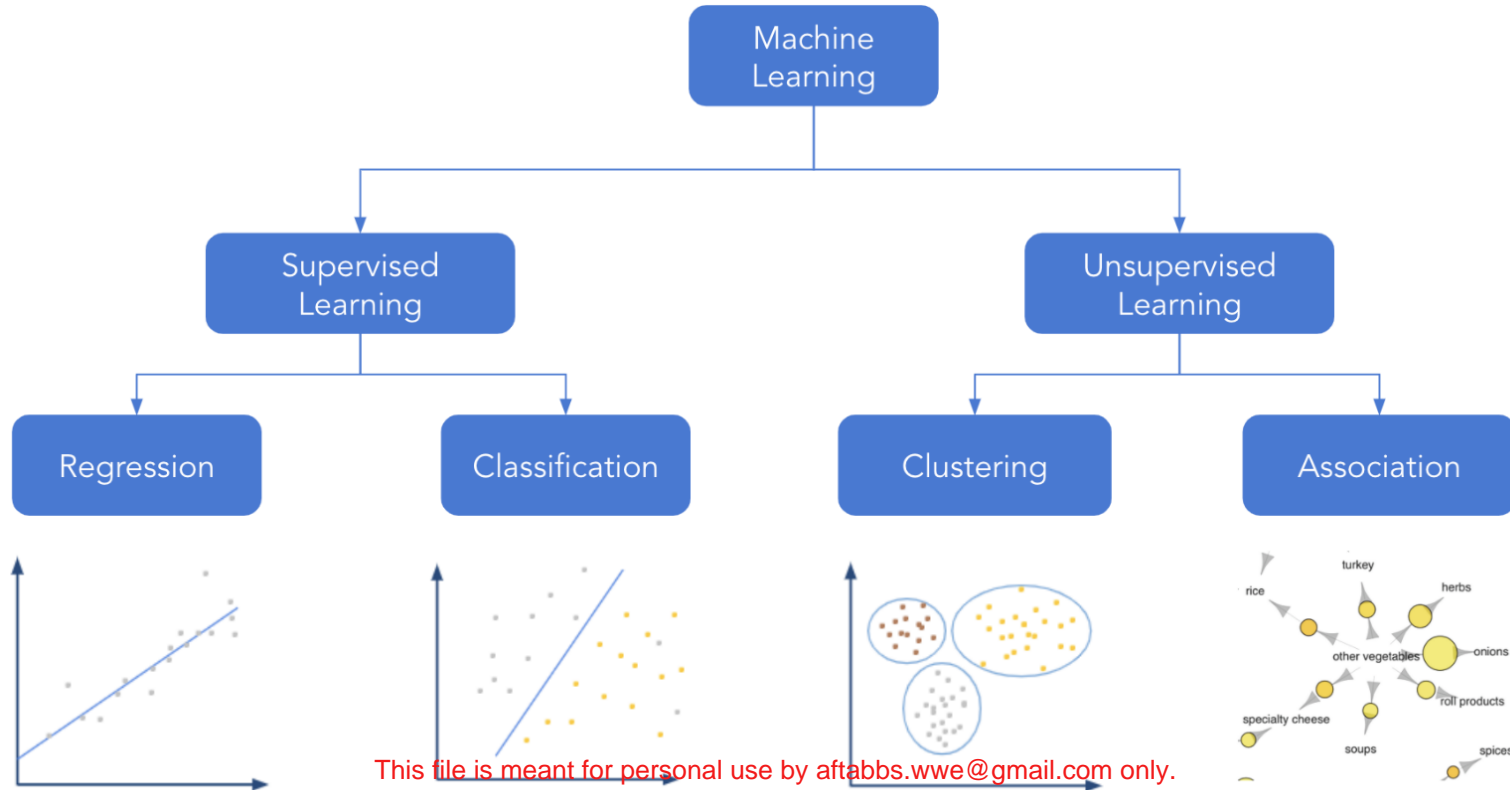 Machine
Learning
Supervised
Learning
Unsupervised
Learning
Regression
Classification
Clustering
Association
turkey
rice
herbs
other vegetables
onions
roll products
specialty cheese
soups
spices
This file is meant for personal use by aftabbs.wwe@gmail.com only.